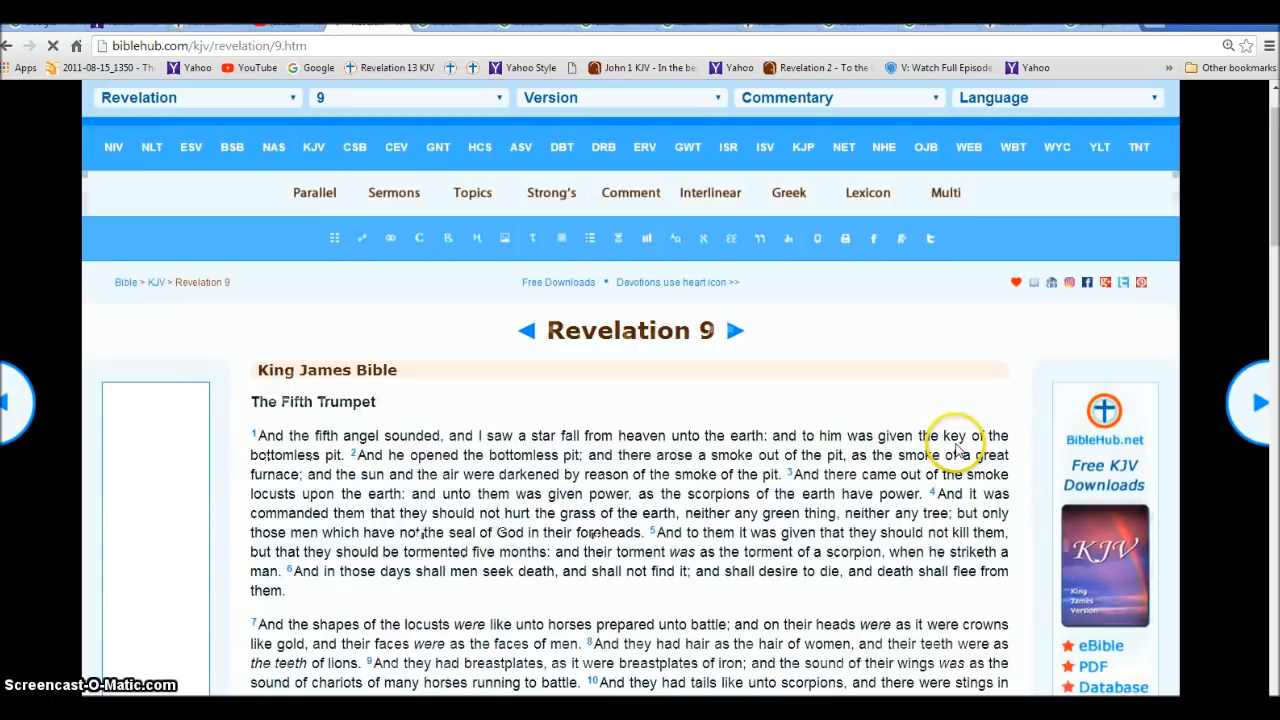 biblehub.com/kjv/revelation/9.htm
Apps 2011-08-15_1350 - Th Yahoo YouTube Google Revelation 13 KJV Yahoo Style John 1 KJV - In the be Yahoo Revelation 2 - To the V: Watch Full Episode Yahoo » Other bookmarks
Revelation 9 Version Commentary Language
NIV NLT ESV BSB NAS KJV CSB CEV GNT HCS ASV DBT DRB ERV GWT ISR ISV KJP NET NHE OJB WEB WBT WYC YLT TNT
Parallel Sermons Topics Strong's Comment Interlinear Greek Lexicon Multi
Bible > KJV > Revelation 9 Free Downloads • Devotions use heart icon >>
Revelation 9
King James Bible
The Fifth Trumpet
1And the fifth angel sounded, and I saw a star fall from heaven unto the earth: and to him was given the key of the
bottomless pit. 2And he opened the bottomless pit; and there arose a smoke out of the pit, as the smoke of a great
furnace; and the sun and the air were darkened by reason of the smoke of the pit. 3And there came out of the smoke
locusts upon the earth: and unto them was given power, as the scorpions of the earth have power. 4And it was
commanded them that they should not hurt the grass of the earth, neither any green thing, neither any tree; but only
those men which have not the seal of God in their foreheads. 5And to them it was given that they should not kill them,
but that they should be tormented five months: and their torment was as the torment of a scorpion, when he striketh a
man. 6And in those days shall men seek death, and shall not find it; and shall desire to die, and death shall flee from
them.
7And the shapes of the locusts were like unto horses prepared unto battle; and on their heads were as it were crowns
like gold, and their faces were as the faces of men. 8And they had hair as the hair of women, and their teeth were as
the teeth of lions. 9And they had breastplates, as it were breastplates of iron; and the sound of their wings was as the
sound of chariots of many horses running to battle. 10And they had tails like unto scorpions, and there were stings in
BibleHub.net
Free KJV
Downloads
KJV
King
James
Version
eBible
PDF
Database
Screencast-O-Matic.com